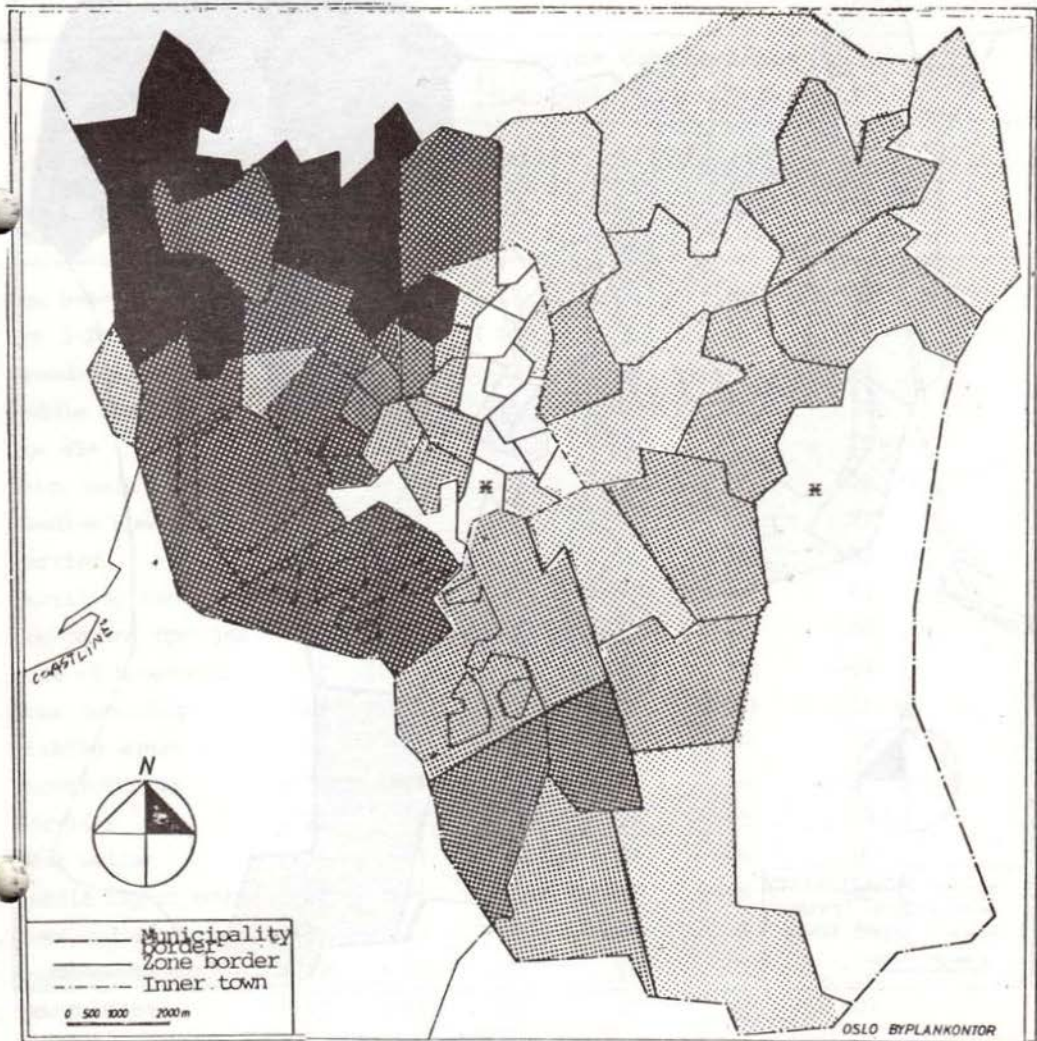 COASTLINE
N
Municipality
border
Zone border
Inner town
0 500 1000 2000 m
OSLO BYPLANKONTOR